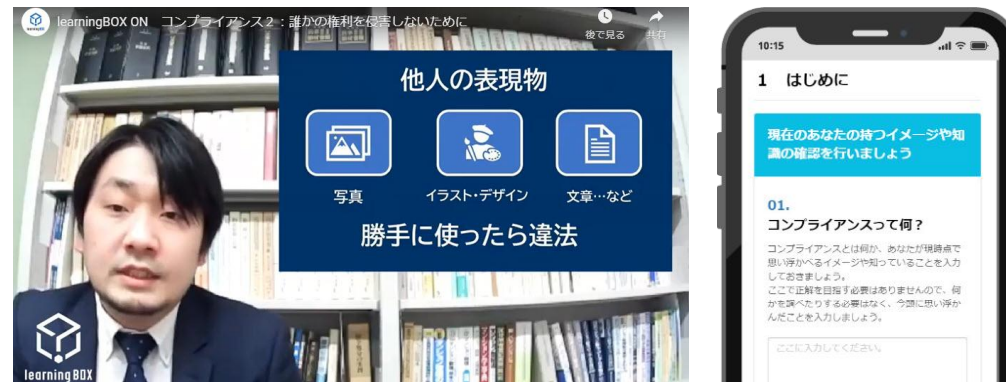 learningBOX ON コンプライアンス２：誰かの権利を侵害しないために
後で見る
共有
他人の表現物
写真
イラスト・デザイン
文章…など
勝手に使ったら違法
learningBOX
10:15
1 はじめに
現在のあなたの持つイメージや知
識の確認を行いましょう
01.
コンプライアンスって何？
コンプライアンスとは何か、あなたが現時点で
思い浮かべるイメージや知っていることを入力
しておきましょう。
ここで正解を目指す必要はありませんので、何
かを調べたりする必要はなく、今頭に思い浮か
んだことを入力しましょう。
ここに入力してください。